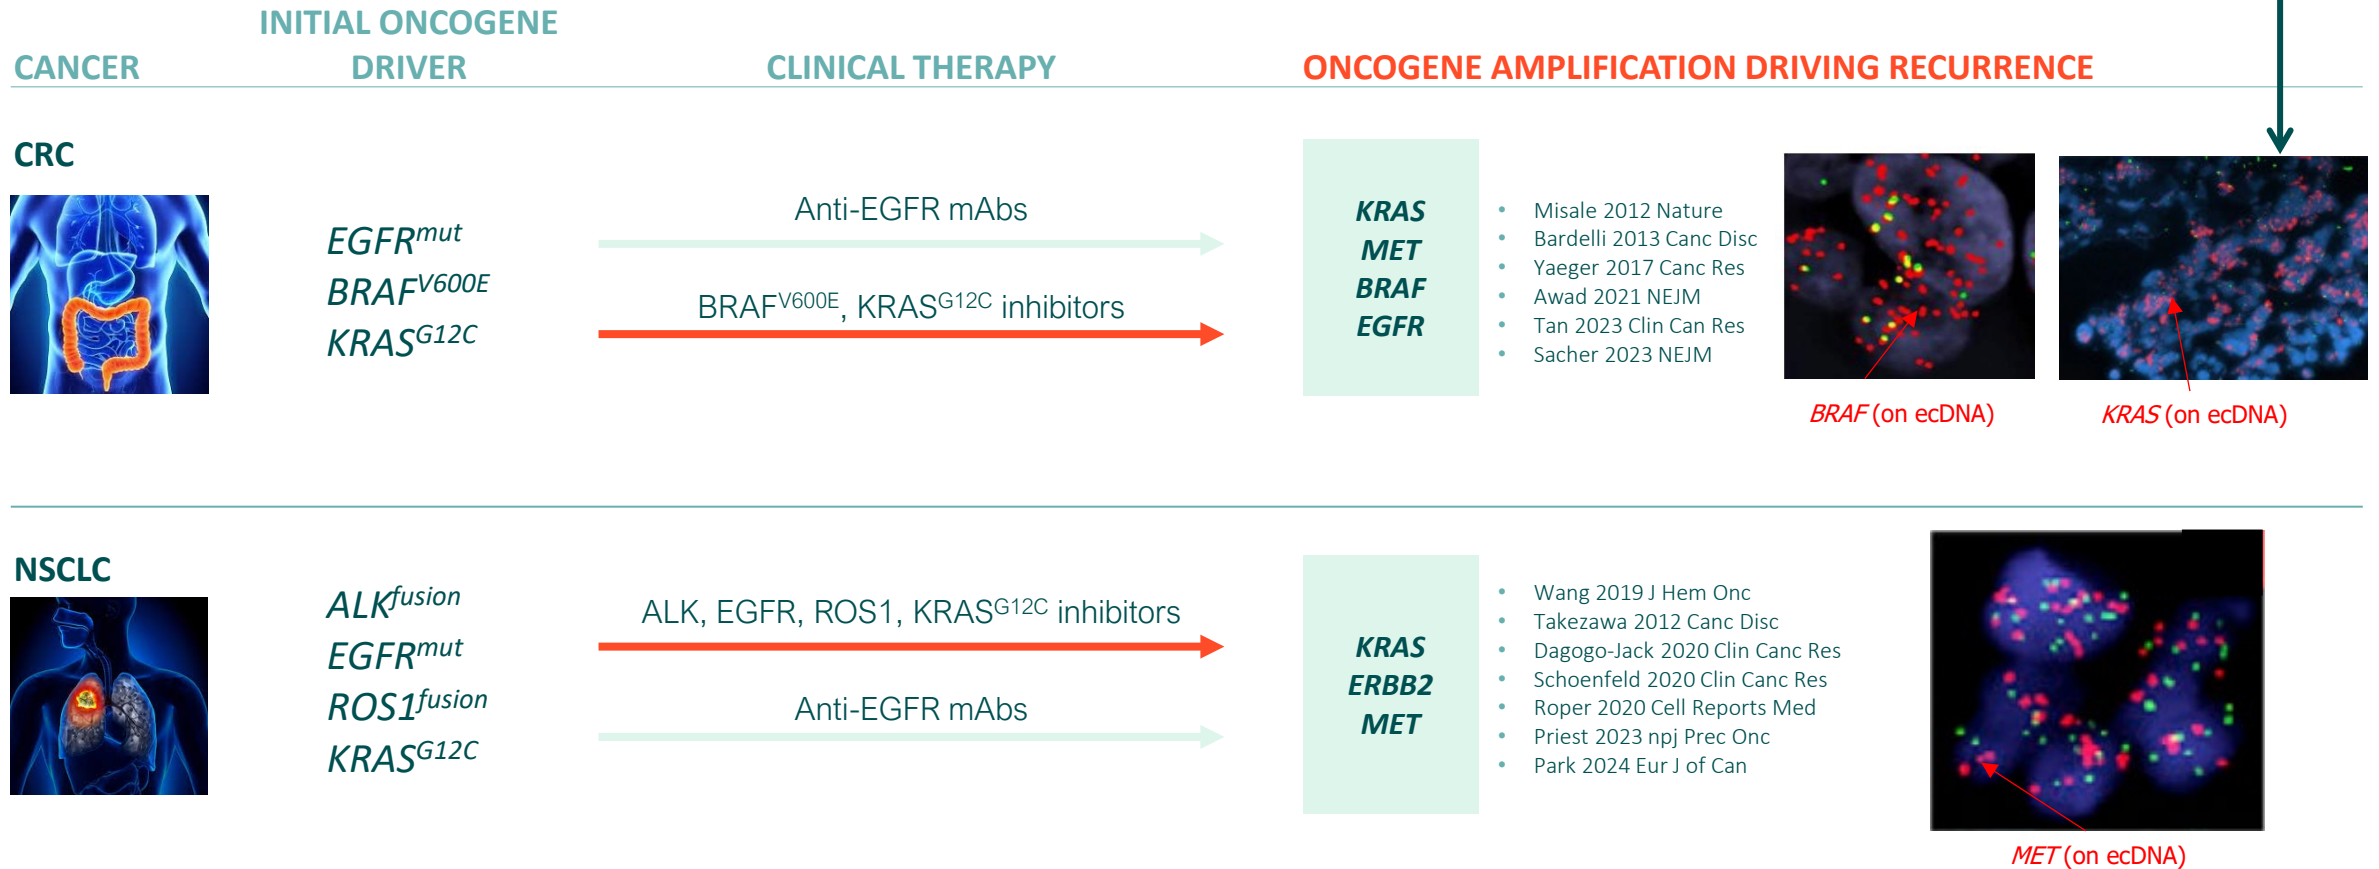 INITIAL ONCOGENE
CANCER DRIVER CLINICAL THERAPY ONCOGENE AMPLIFICATION DRIVING RECURRENCE
CRC
EGFRmut
BRAFV600E
KRASG12C
Anti-EGFR mAbs
BRAFV600E, KRASG12C inhibitors
KRAS
MET
BRAF
EGFR
• Misale 2012 Nature
• Bardelli 2013 Canc Disc
• Yaeger 2017 Canc Res
• Awad 2021 NEJM
• Tan 2023 Clin Can Res
• Sacher 2023 NEJM
BRAF (on ecDNA)
KRAS (on ecDNA)
NSCLC
ALKfusion
EGFRmut
ROS1fusion
KRASG12C
ALK, EGFR, ROS1, KRASG12C inhibitors
Anti-EGFR mAbs
KRAS
ERBB2
MET
• Wang 2019 J Hem Onc
• Takezawa 2012 Canc Disc
• Dagogo-Jack 2020 Clin Canc Res
• Schoenfeld 2020 Clin Canc Res
• Roper 2020 Cell Reports Med
• Priest 2023 npj Prec Onc
• Park 2024 Eur J of Can
MET (on ecDNA)